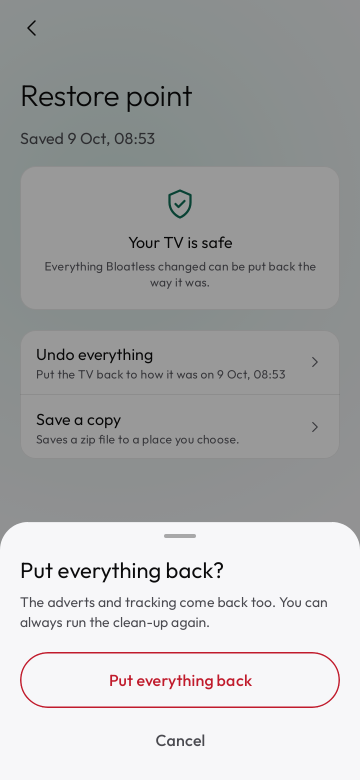 Restore point
Saved 9 Oct, 08:53
Your TV is safe
Everything Bloatless changed can be put back the
way it was.
Undo everything
Put the TV back to how it was on 9 Oct, 08:53
Save a copy
Saves a zip file to a place you choose.
Put everything back?
The adverts and tracking come back too. You can
always run the clean-up again.
Put everything back
Cancel